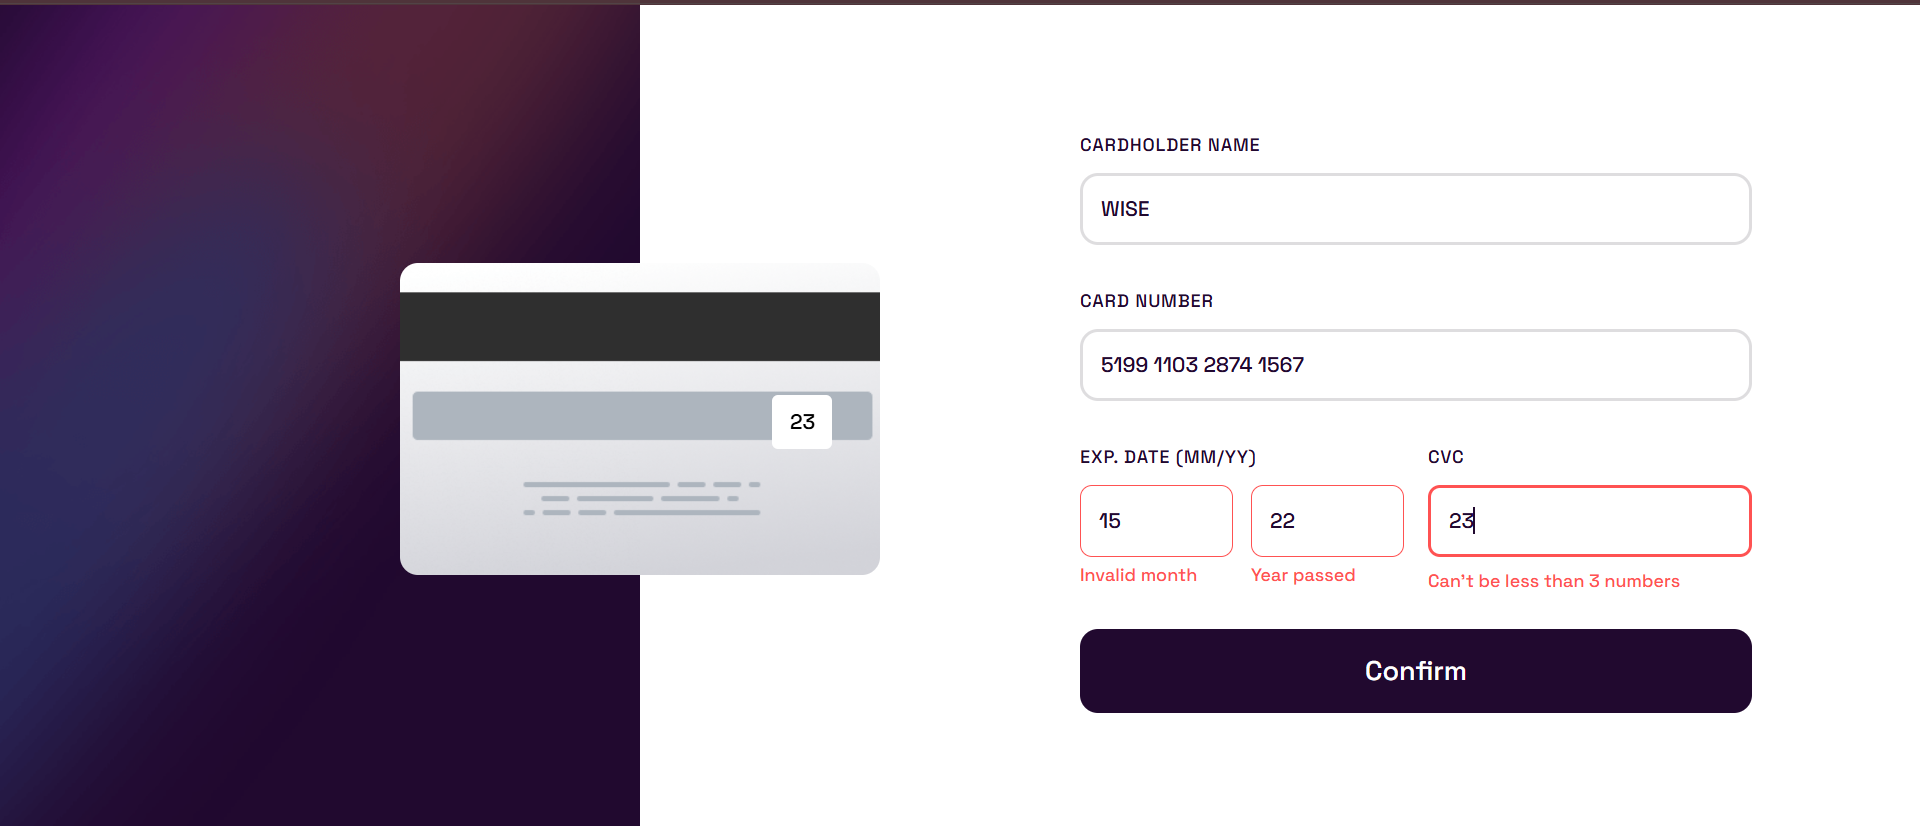 CARDHOLDER NAME
WISE
CARD NUMBER
5199 1103 2874 1567
EXP. DATE (MM/YY)
CVC
15
22
23
Invalid month
Year passed
Can't be less than 3 numbers
Confirm
23